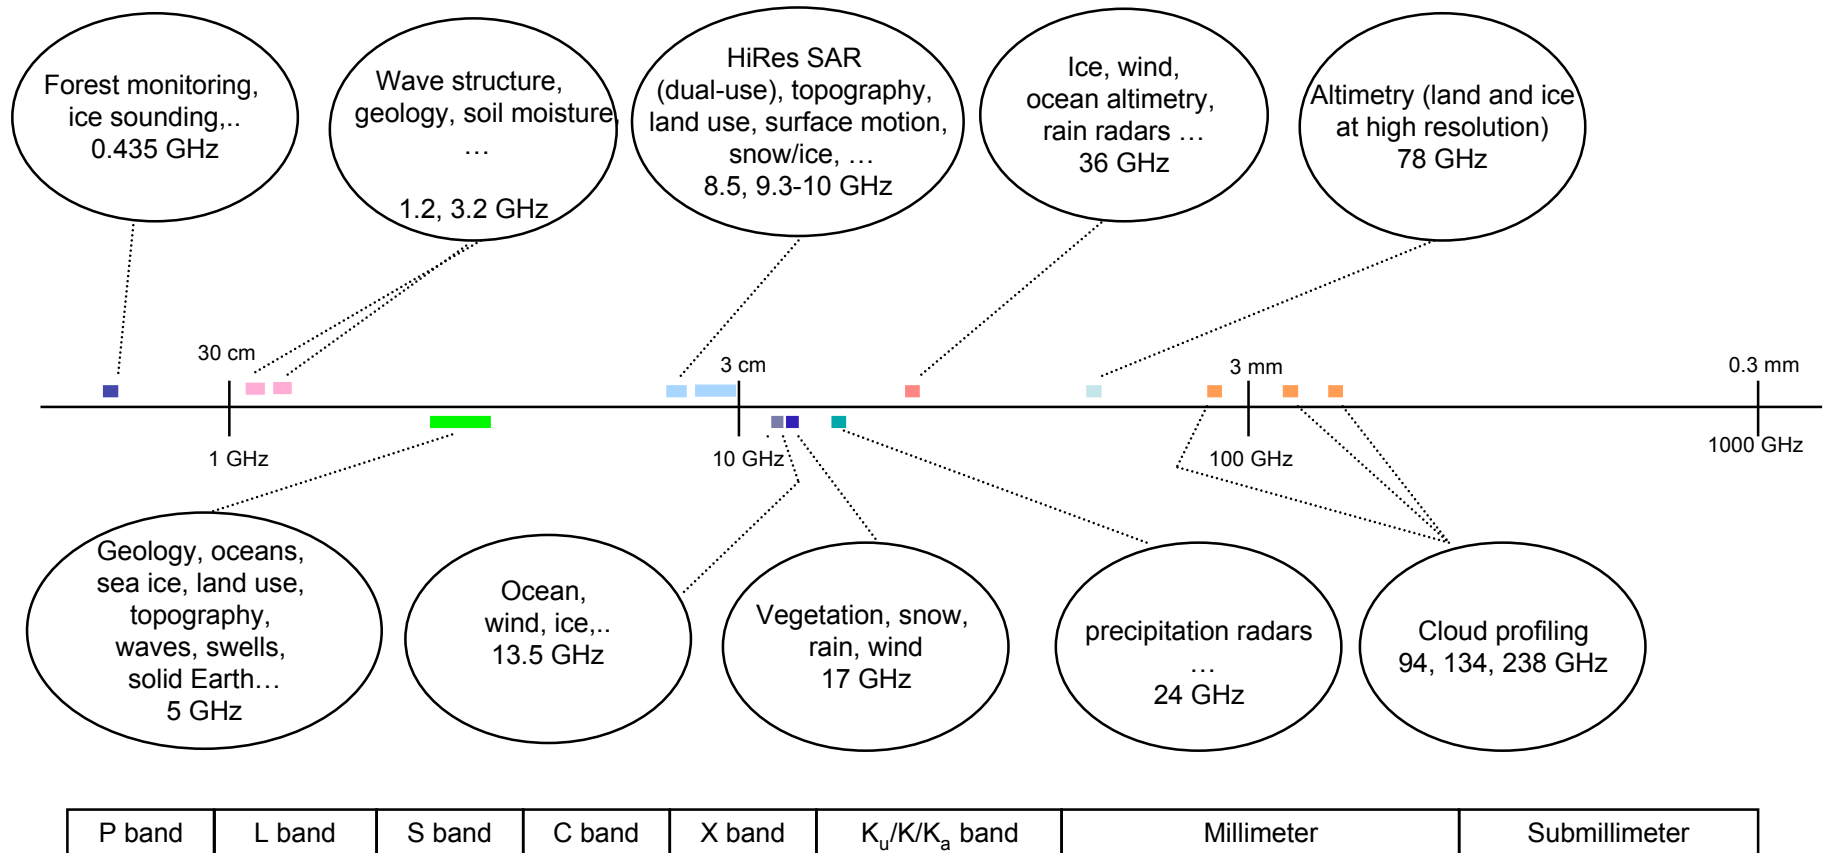 Forest monitoring,
ice sounding,..
0.435 GHz
Wave structure,
geology, soil moisture,
…
1.2, 3.2 GHz
HiRes SAR
(dual-use), topography,
land use, surface motion,
snow/ice, …
8.5, 9.3-10 GHz
Ice, wind,
ocean altimetry,
rain radars …
36 GHz
Altimetry (land and ice
at high resolution)
78 GHz
30 cm
3 cm
3 mm
0.3 mm
1 GHz
10 GHz
100 GHz
1000 GHz
Geology, oceans,
sea ice, land use,
topography,
waves, swells,
solid Earth…
5 GHz
Ocean,
wind, ice,..
13.5 GHz
Vegetation, snow,
rain, wind
17 GHz
precipitation radars
…
24 GHz
Cloud profiling
94, 134, 238 GHz
P band
L band
S band
C band
X band
Ku/K/Ka band
Millimeter
Submillimeter